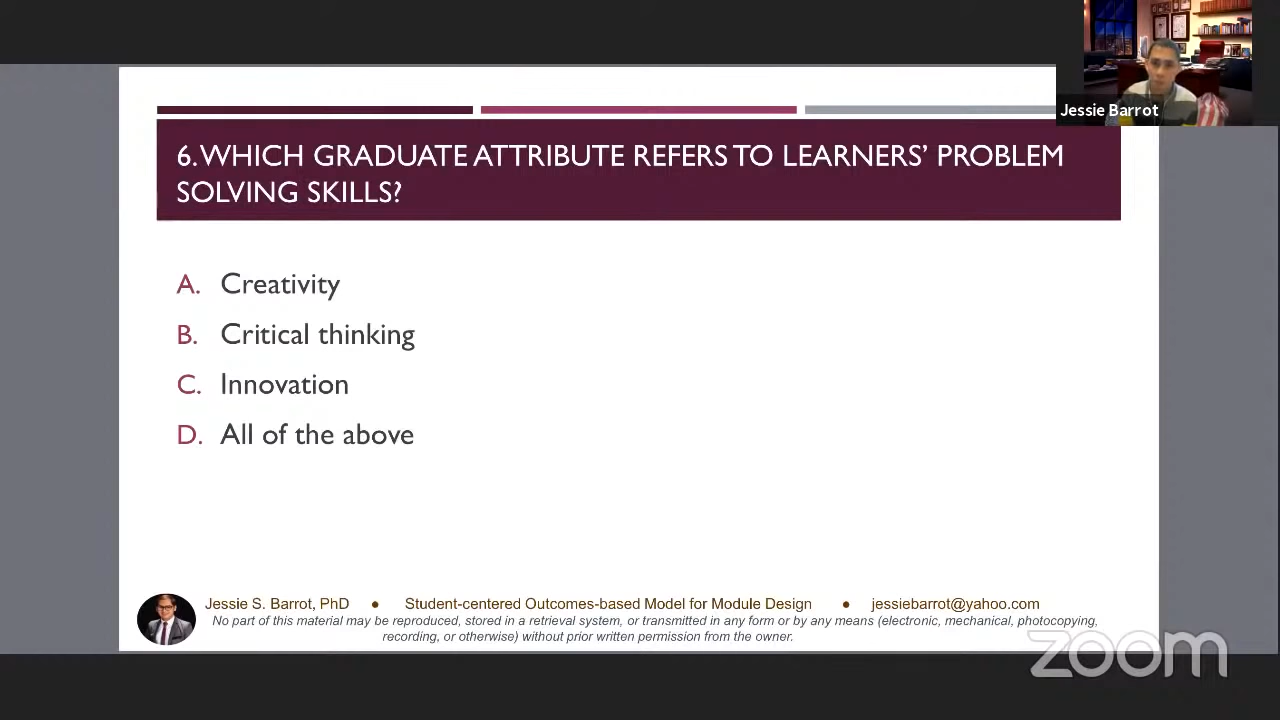 Jessie Barrot
6. WHICH GRADUATE ATTRIBUTE REFERS TO LEARNERS’ PROBLEM
SOLVING SKILLS?
A. Creativity
B. Critical thinking
C. Innovation
D. All of the above
Jessie S. Barrot, PhD ● Student-centered Outcomes-based Model for Module Design ● jessiebarrot@yahoo.com
No part of this material may be reproduced, stored in a retrieval system, or transmitted in any form or by any means (electronic, mechanical, photocopying,
recording, or otherwise) without prior written permission from the owner.
zoom